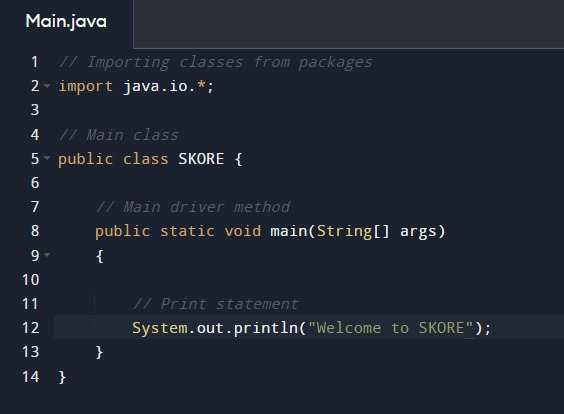 Main.java
1 // Importing classes from packages
2 import java.io.*;
3
4 // Main class
5 public class SKORE {
6
7 // Main driver method
8 public static void main(String[] args)
9 {
10
11 // Print statement
12 System.out.println("Welcome to SKORE");
13 }
14 }